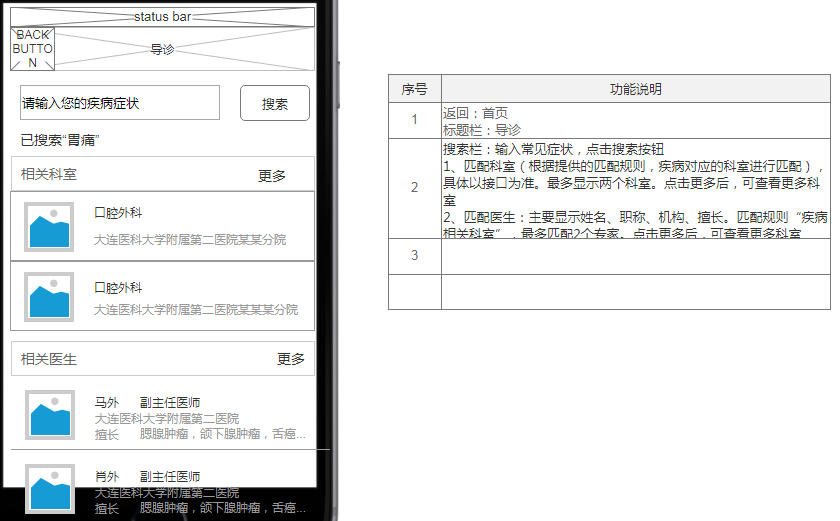 status bar
BACK
BUTTO
N
导诊
请输入您的疾病症状
搜索
已搜索“胃痛”
相关科室
更多
口腔外科
大连医科大学附属第二医院某某分院
口腔外科
大连医科大学附属第二医院某某某分院
相关医生
更多
马外 副主任医师
大连医科大学附属第二医院
擅长 腮腺肿瘤，颌下腺肿瘤，舌癌...
肖外 副主任医师
大连医科大学附属第二医院
擅长 腮腺肿瘤，颌下腺肿瘤，舌癌...
序号 功能说明
1
返回：首页
标题栏：导诊
2
搜索栏：输入常见症状，点击搜索按钮
1、匹配科室（根据提供的匹配规则，疾病对应的科室进行匹配），
具体以接口为准。最多显示两个科室。点击更多后，可查看更多科
室
2、匹配医生：主要显示姓名、职称、机构、擅长。匹配规则“疾病
相关科室”，最多匹配2个专家。点击更多后，可查看更多科室
3